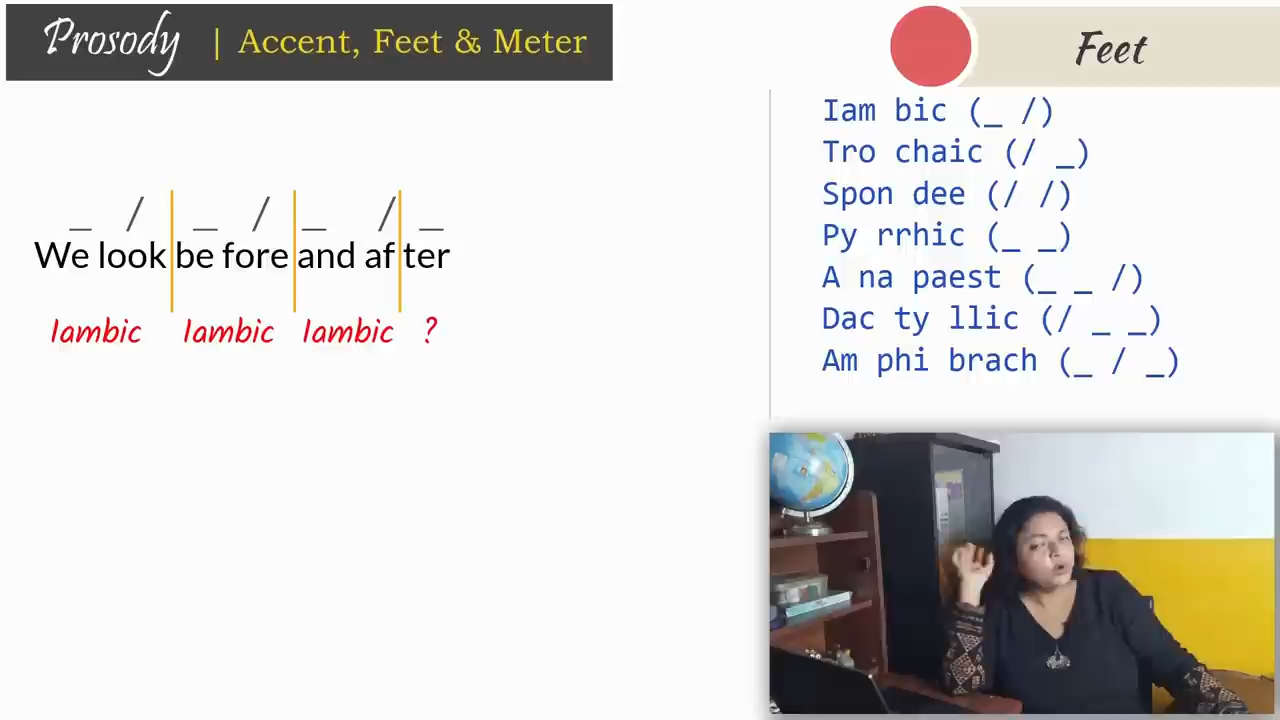 Prosody | Accent, Feet & Meter
Feet
_ / _ / _ / _
We look be fore and af ter
Iambic Iambic Iambic ?
Iam bic (_ /)
Tro chaic (/ _)
Spon dee (/ /)
Py rrhic (_ _)
A na paest (_ _ /)
Dac ty llic (/ _ _)
Am phi brach (_ / _)